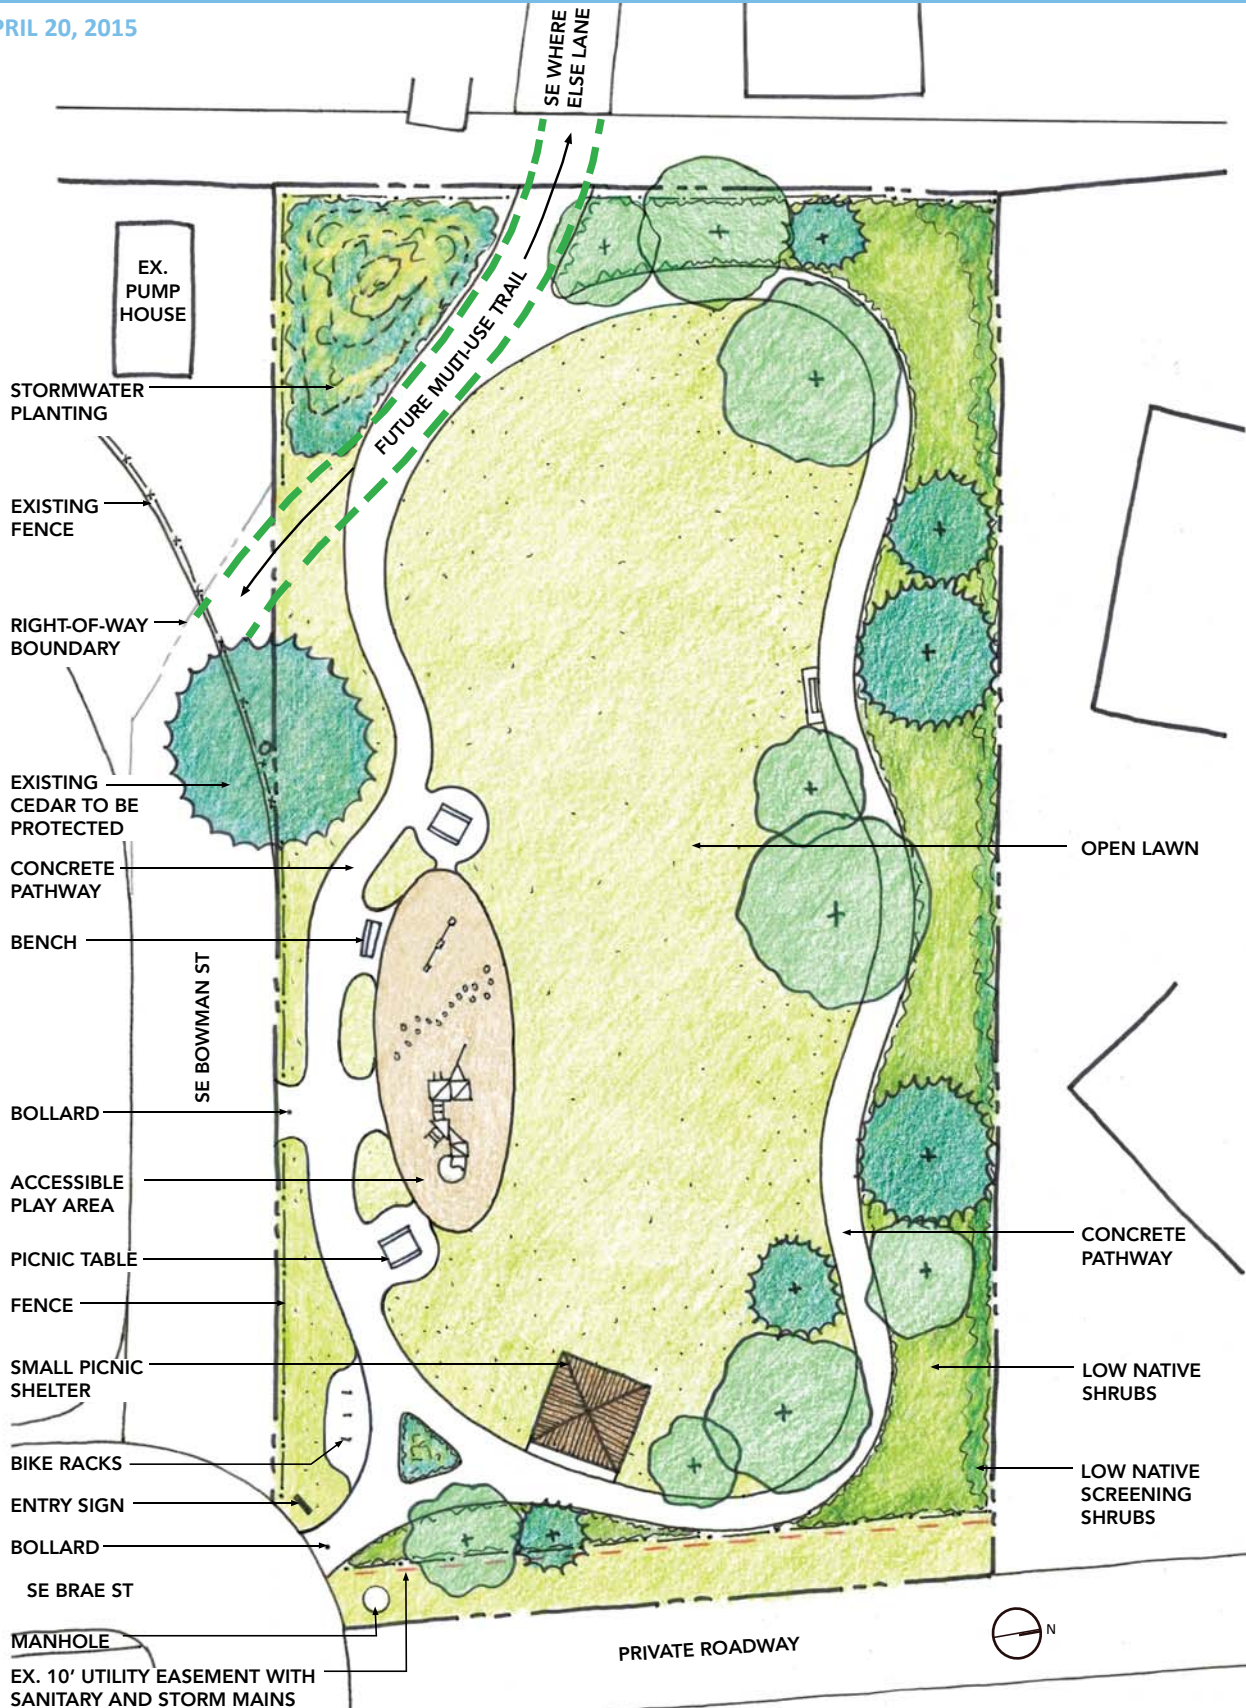 PRIL 20, 2015
SE WHERE
ELSE LANE
EX.
PUMP
HOUSE
FUTURE MULTI-USE TRAIL
STORMWATER
PLANTING
EXISTING
FENCE
RIGHT-OF-WAY
BOUNDARY
EXISTING
CEDAR TO BE
PROTECTED
CONCRETE
PATHWAY
BENCH
SE BOWMAN ST
BOLLARD
ACCESSIBLE
PLAY AREA
PICNIC TABLE
FENCE
SMALL PICNIC
SHELTER
BIKE RACKS
ENTRY SIGN
BOLLARD
SE BRAE ST
MANHOLE
EX. 10' UTILITY EASEMENT WITH
SANITARY AND STORM MAINS
OPEN LAWN
CONCRETE
PATHWAY
LOW NATIVE
SHRUBS
LOW NATIVE
SCREENING
SHRUBS
PRIVATE ROADWAY
N